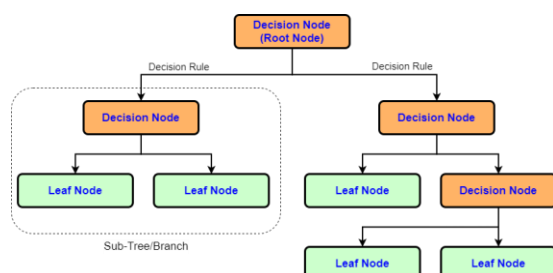 Decision Node
(Root Node)
Decision Rule
Decision Rule
Decision Node
Decision Node
Leaf Node
Leaf Node
Leaf Node
Decision Node
Sub-Tree/Branch
Leaf Node
Leaf Node